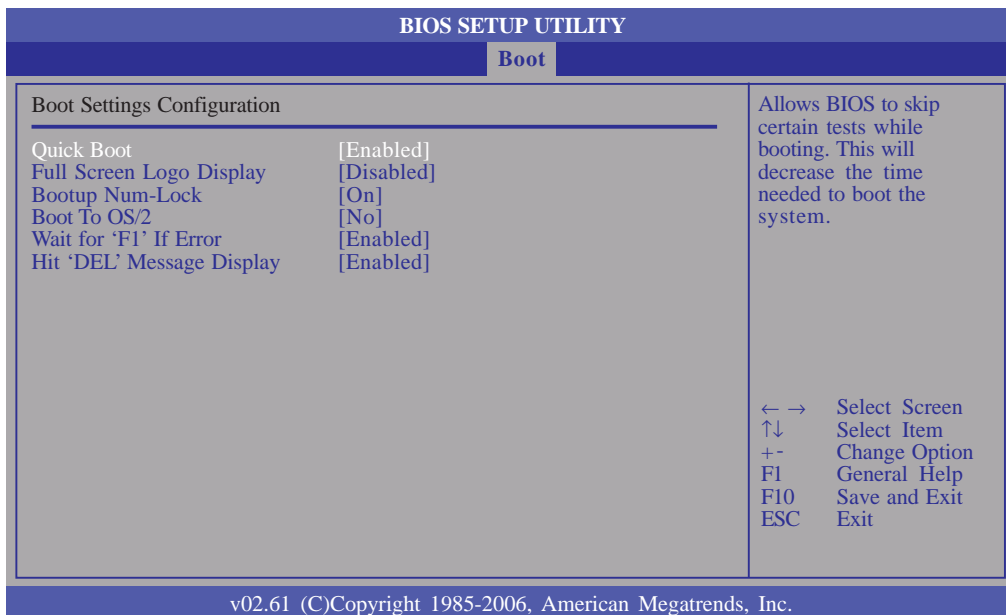 BIOS SETUP UTILITY
Boot
Boot Settings Configuration
Quick Boot [Enabled]
Full Screen Logo Display [Disabled]
Bootup Num-Lock [On]
Boot To OS/2 [No]
Wait for ‘F1’ If Error [Enabled]
Hit ‘DEL’ Message Display [Enabled]
Allows BIOS to skip
certain tests while
booting. This will
decrease the time
needed to boot the
system.
← → Select Screen
↑↓ Select Item
+- Change Option
F1 General Help
F10 Save and Exit
ESC Exit
v02.61 (C)Copyright 1985-2006, American Megatrends, Inc.